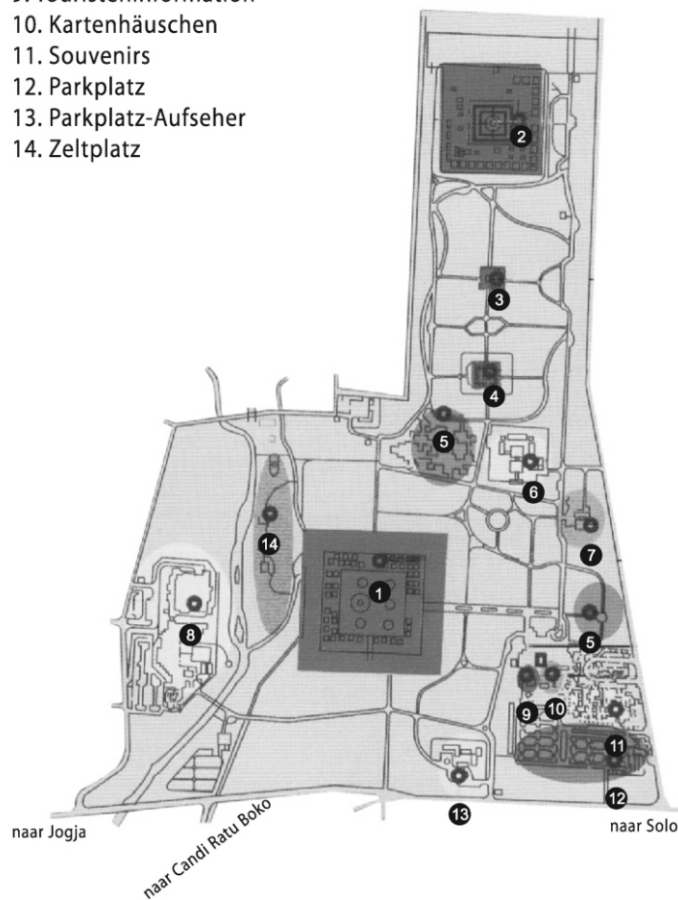 10. Kartenhäuschen
11. Souvenirs
12. Parkplatz
13. Parkplatz-Aufseher
14. Zeltplatz
2
3
4
5
6
14
7
1
5
8
9
10
11
12
13
naar Jogja
naar Candi Ratu Boko
naar Solo